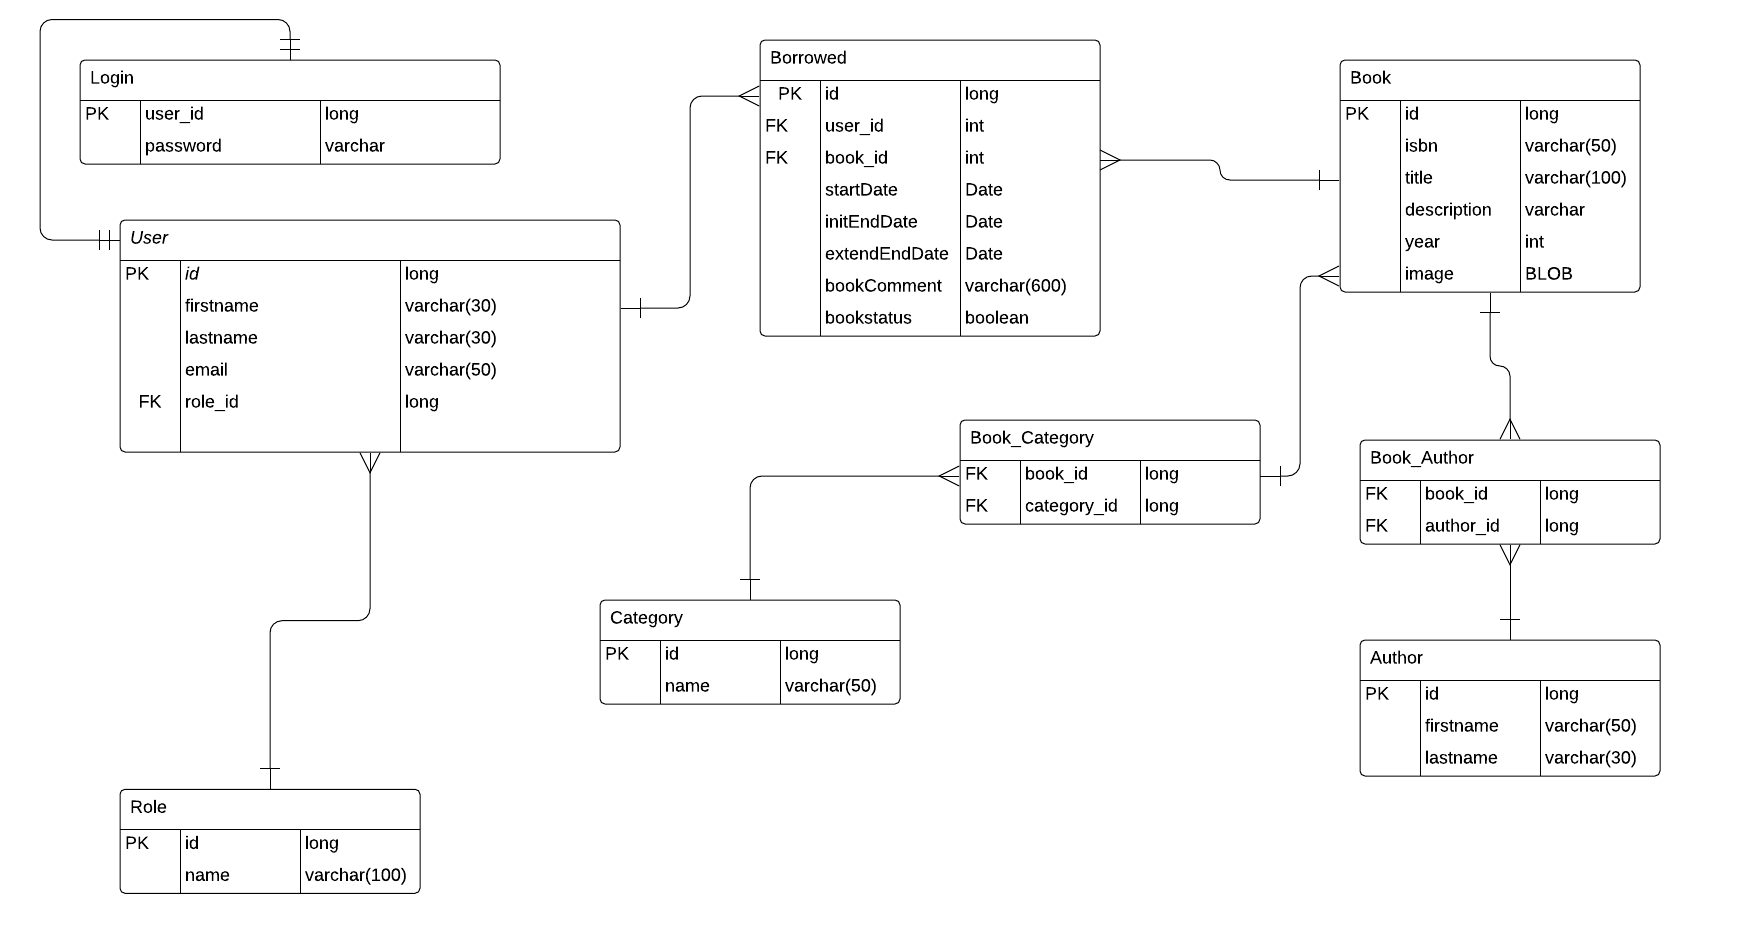 Login
PK user_id long
password varchar
User
PK id long
firstname varchar(30)
lastname varchar(30)
email varchar(50)
FK role_id long
Borrowed
PK id long
FK user_id int
FK book_id int
startDate Date
initEndDate Date
extendEndDate Date
bookComment varchar(600)
bookstatus boolean
Book
PK id long
isbn varchar(50)
title varchar(100)
description varchar
year int
image BLOB
Book_Category
FK book_id long
FK category_id long
Book_Author
FK book_id long
FK author_id long
Category
PK id long
name varchar(50)
Author
PK id long
firstname varchar(50)
lastname varchar(30)
Role
PK id long
name varchar(100)